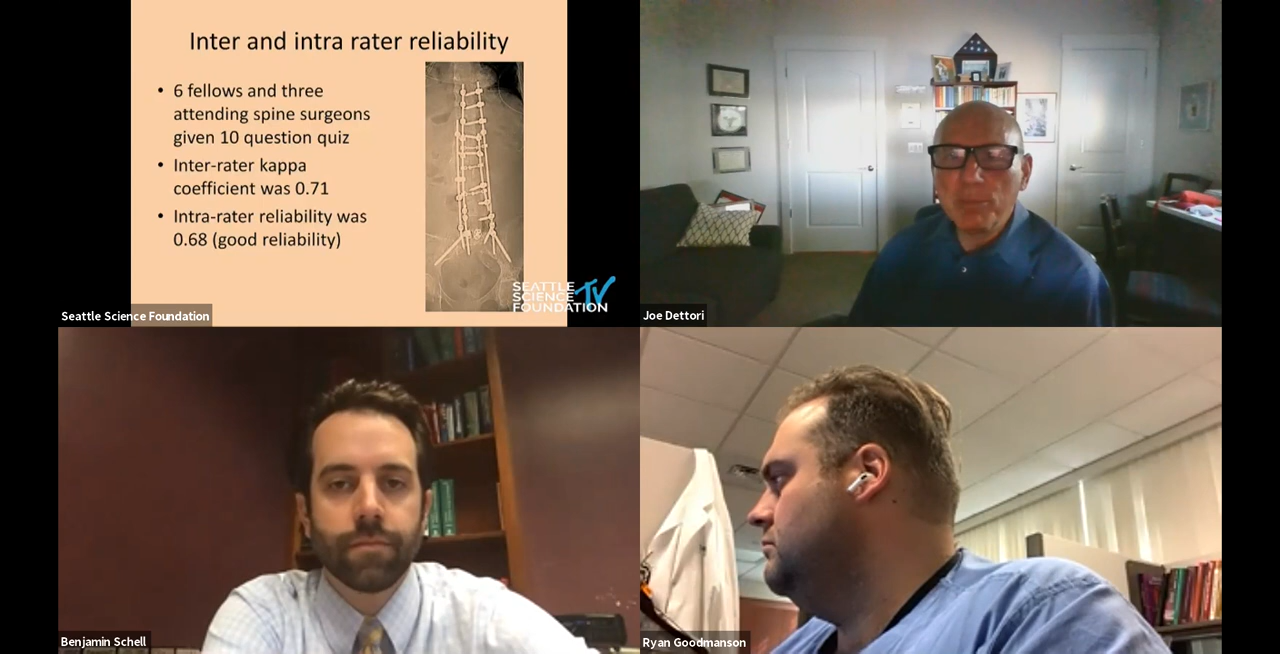 Inter and intra rater reliability
• 6 fellows and three
attending spine surgeons
given 10 question quiz
• Inter-rater kappa
coefficient was 0.71
• Intra-rater reliability was
0.68 (good reliability)
SEATTLE
SCIENCE TV
FOUNDATION
Seattle Science Foundation
Joe Dettori
Benjamin Schell
Ryan Goodmanson